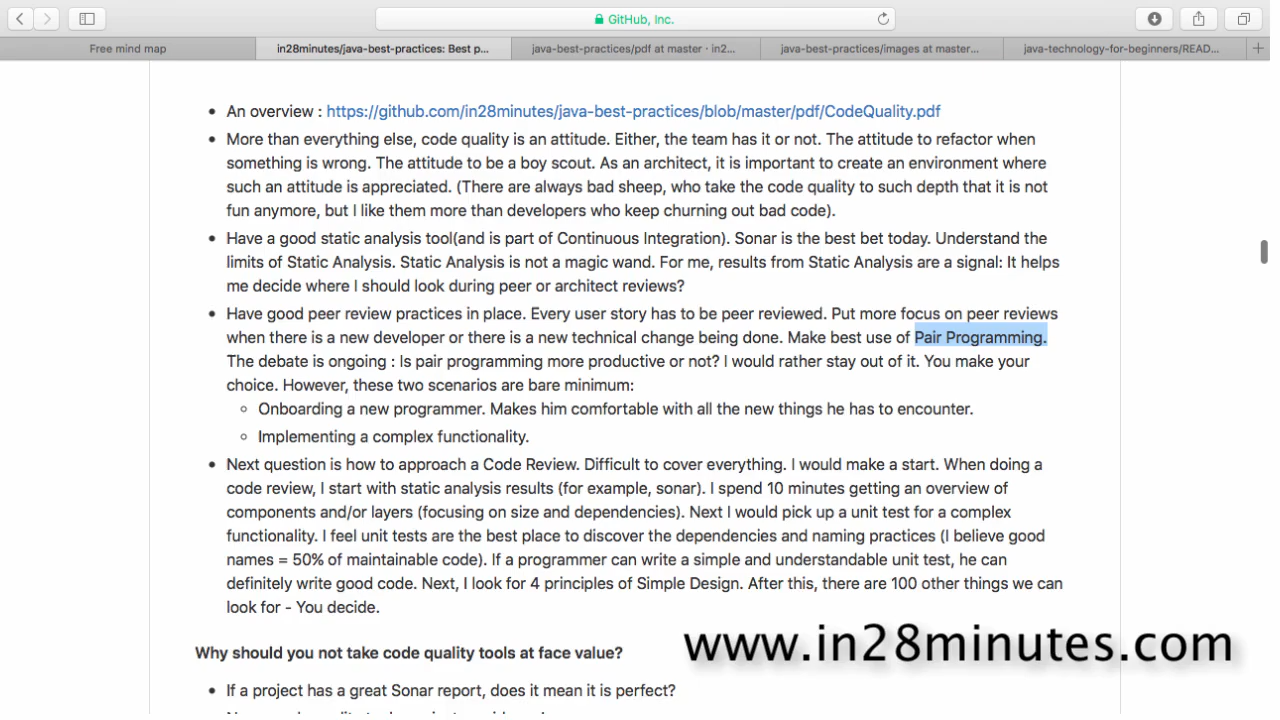 GitHub, Inc.
Free mind map
in28minutes/java-best-practices: Best p...
java-best-practices/pdf at master · in2...
java-best-practices/images at master...
java-technology-for-beginners/READ...
• An overview : https://github.com/in28minutes/java-best-practices/blob/master/pdf/CodeQuality.pdf
• More than everything else, code quality is an attitude. Either, the team has it or not. The attitude to refactor when
something is wrong. The attitude to be a boy scout. As an architect, it is important to create an environment where
such an attitude is appreciated. (There are always bad sheep, who take the code quality to such depth that it is not
fun anymore, but I like them more than developers who keep churning out bad code).
• Have a good static analysis tool(and is part of Continuous Integration). Sonar is the best bet today. Understand the
limits of Static Analysis. Static Analysis is not a magic wand. For me, results from Static Analysis are a signal: It helps
me decide where I should look during peer or architect reviews?
• Have good peer review practices in place. Every user story has to be peer reviewed. Put more focus on peer reviews
when there is a new developer or there is a new technical change being done. Make best use of Pair Programming.
The debate is ongoing : Is pair programming more productive or not? I would rather stay out of it. You make your
choice. However, these two scenarios are bare minimum:
◦ Onboarding a new programmer. Makes him comfortable with all the new things he has to encounter.
◦ Implementing a complex functionality.
• Next question is how to approach a Code Review. Difficult to cover everything. I would make a start. When doing a
code review, I start with static analysis results (for example, sonar). I spend 10 minutes getting an overview of
components and/or layers (focusing on size and dependencies). Next I would pick up a unit test for a complex
functionality. I feel unit tests are the best place to discover the dependencies and naming practices (I believe good
names = 50% of maintainable code). If a programmer can write a simple and understandable unit test, he can
definitely write good code. Next, I look for 4 principles of Simple Design. After this, there are 100 other things we can
look for - You decide.
Why should you not take code quality tools at face value?
www.in28minutes.com
• If a project has a great Sonar report, does it mean it is perfect?